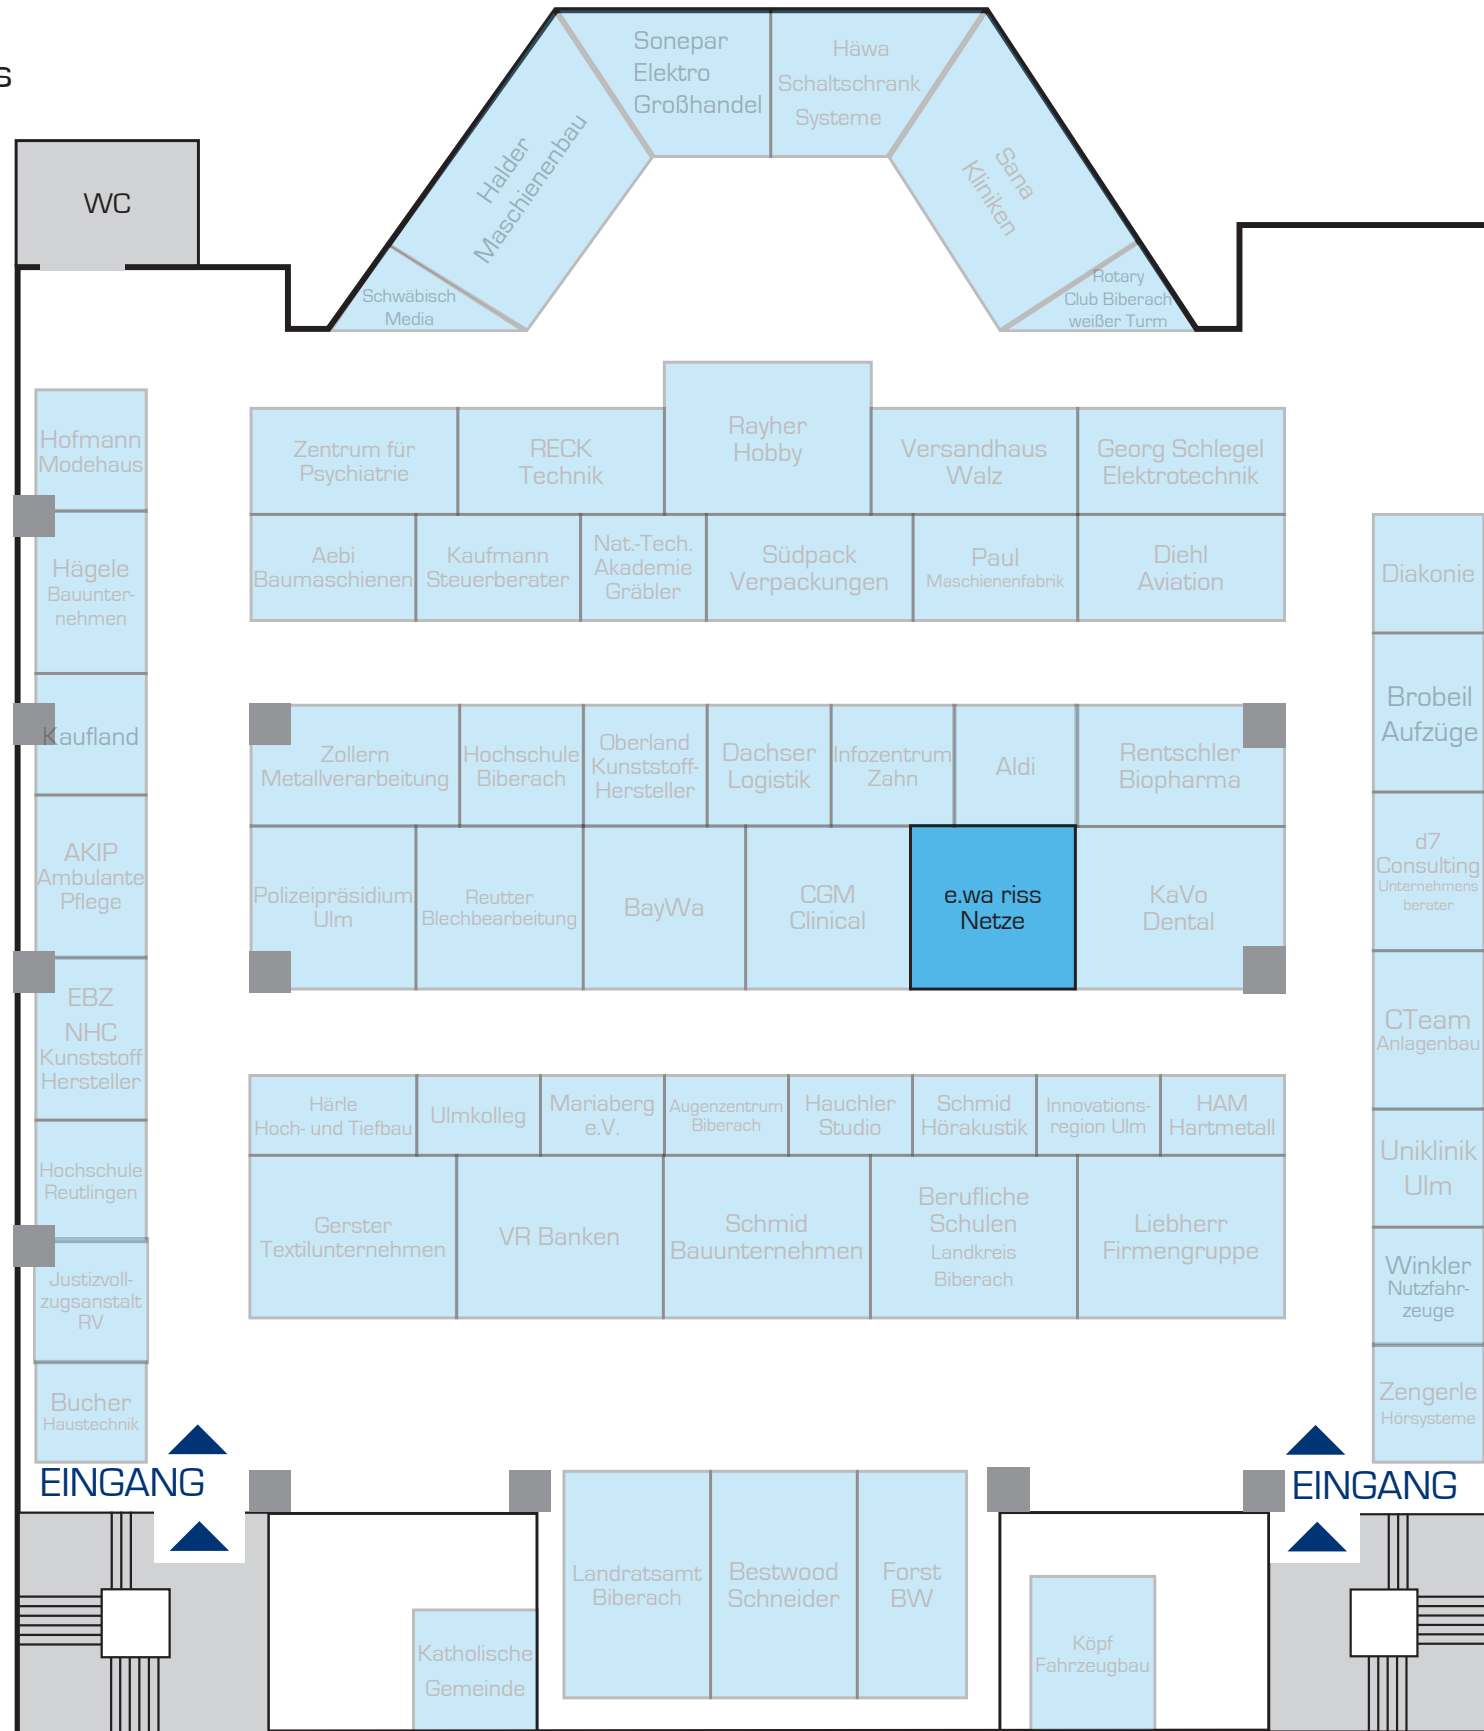 s
WC
Sonepar
Elektro
Großhandel
Häwa
Schaltschrank
Systeme
Halder
Maschienenbau
Sana
Kliniken
Schwäbisch
Media
Rotary
Club Biberach
weißer Turm
Hofmann
Modehaus
Hägele
Bauunter-
nehmen
Kaufland
AKIP
Ambulante
Pflege
EBZ
NHC
Kunststoff
Hersteller
Hochschule
Reutlingen
Justizvoll-
zugsanstalt
RV
Bucher
Haustechnik
Zentrum für
Psychiatrie
RECK
Technik
Rayher
Hobby
Versandhaus
Walz
Georg Schlegel
Elektrotechnik
Aebi
Baumaschienen
Kaufmann
Steuerberater
Nat.-Tech.
Akademie
Gräbler
Südpack
Verpackungen
Paul
Maschienenfabrik
Diehl
Aviation
Zollern
Metallverarbeitung
Hochschule
Biberach
Oberland
Kunststoff-
Hersteller
Dachser
Logistik
Infozentrum
Zahn
Aldi
Rentschler
Biopharma
Polizeipräsidium
Ulm
Reutter
Blechbearbeitung
BayWa
CGM
Clinical
e.wa riss
Netze
KaVo
Dental
Härle
Hoch- und Tiefbau
Ulmkolleg
Mariaberg
e.V.
Augenzentrum
Biberach
Hauchler
Studio
Schmid
Hörakustik
Innovations-
region Ulm
HAM
Hartmetall
Gerster
Textilunternehmen
VR Banken
Schmid
Bauunternehmen
Berufliche
Schulen
Landkreis
Biberach
Liebherr
Firmengruppe
Diakonie
Brobeil
Aufzüge
d7
Consulting
Unternehmens
berater
CTeam
Anlagenbau
Uniklinik
Ulm
Winkler
Nutzfahr-
zeuge
Zengerle
Hörsysteme
EINGANG
EINGANG
Landratsamt
Biberach
Bestwood
Schneider
Forst
BW
Katholische
Gemeinde
Köpf
Fahrzeugbau